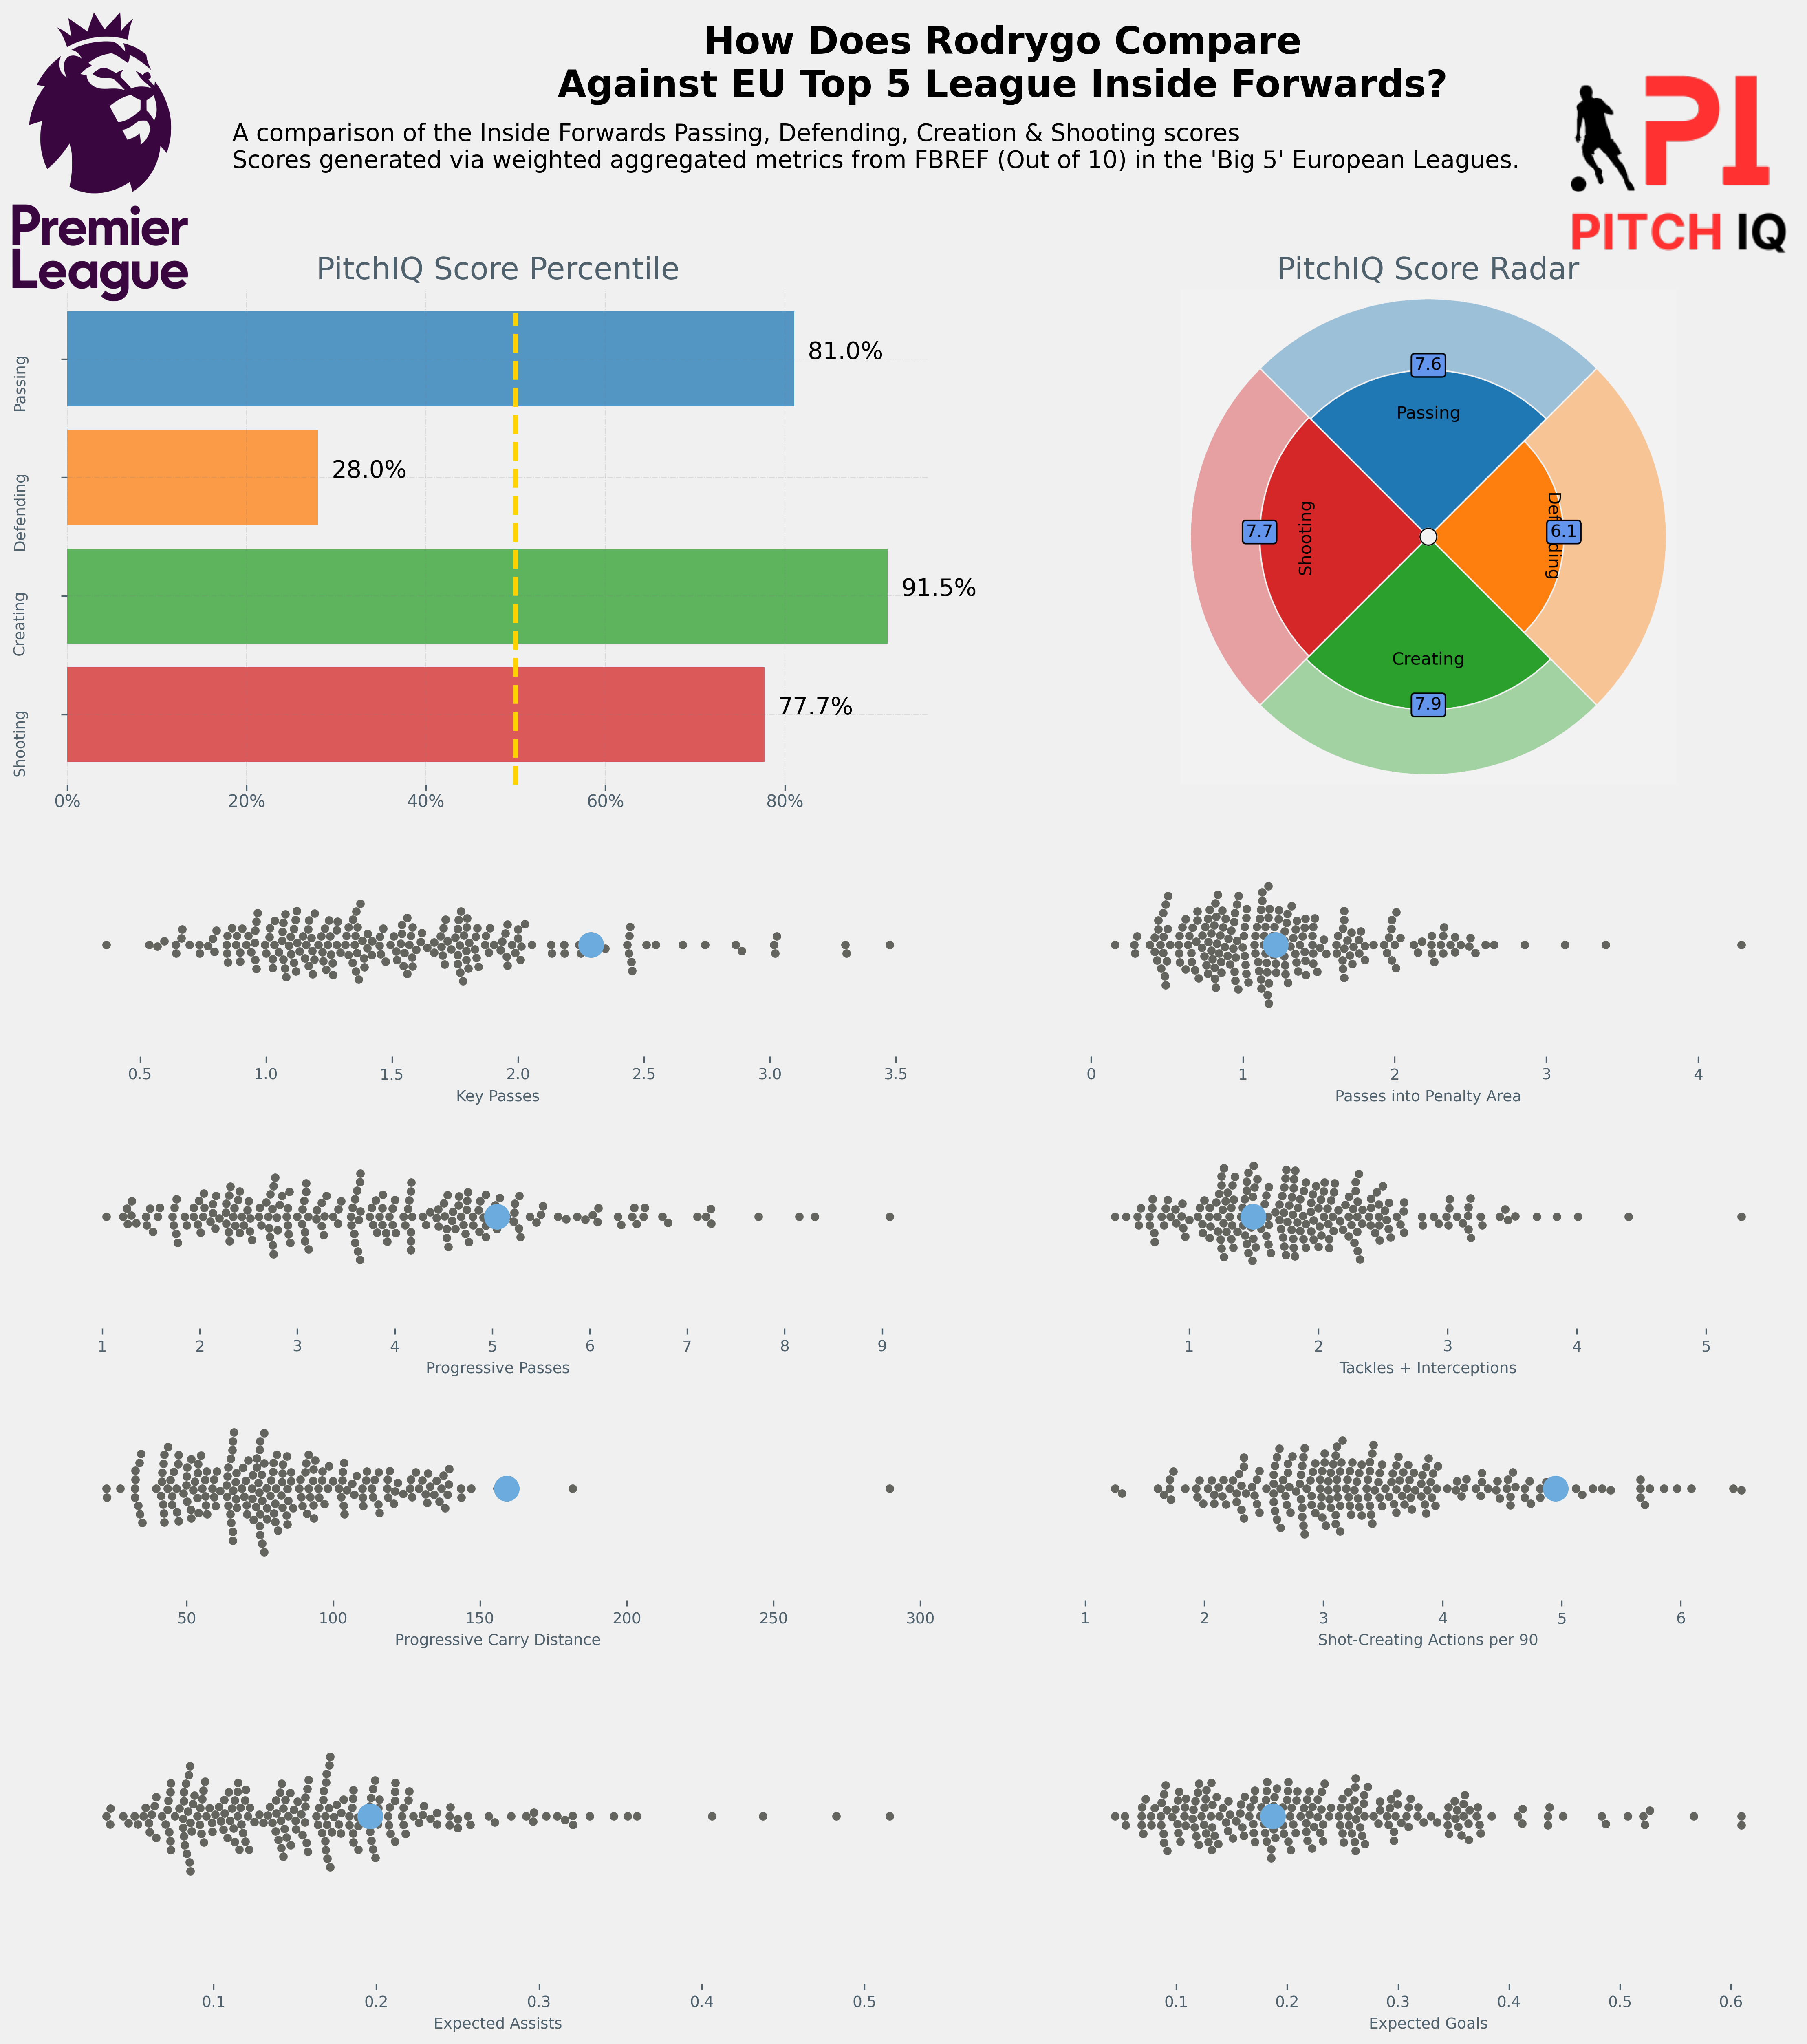 How Does Rodrygo Compare
Against EU Top 5 League Inside Forwards?
A comparison of the Inside Forwards Passing, Defending, Creation & Shooting scores
Scores generated via weighted aggregated metrics from FBREF (Out of 10) in the 'Big 5' European Leagues.
Premier
League
PI
PITCH IQ
PitchIQ Score Percentile
Passing
81.0%
Defending
28.0%
Creating
91.5%
Shooting
77.7%
0% 20% 40% 60% 80%
PitchIQ Score Radar
7.6
Passing
7.7
Shooting
Defending
6.1
Creating
7.9
0.5 1.0 1.5 2.0 2.5 3.0 3.5
Key Passes
0 1 2 3 4
Passes into Penalty Area
1 2 3 4 5 6 7 8 9
Progressive Passes
1 2 3 4 5
Tackles + Interceptions
50 100 150 200 250 300
Progressive Carry Distance
1 2 3 4 5 6
Shot-Creating Actions per 90
0.1 0.2 0.3 0.4 0.5
Expected Assists
0.1 0.2 0.3 0.4 0.5 0.6
Expected Goals